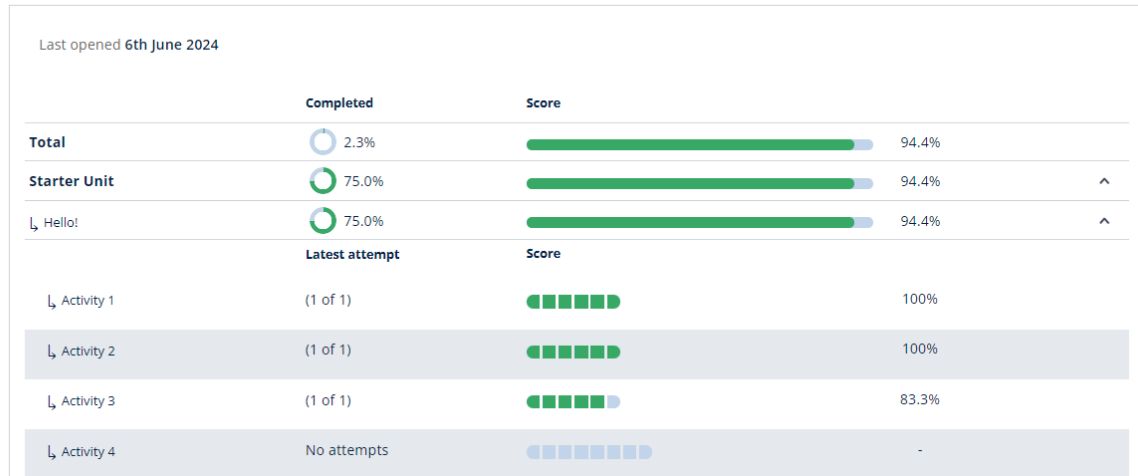 Last opened 6th June 2024
Completed Score
Total 2.3% 94.4%
Starter Unit 75.0% 94.4%
Hello! 75.0% 94.4%
Latest attempt Score
Activity 1 (1 of 1) 100%
Activity 2 (1 of 1) 100%
Activity 3 (1 of 1) 83.3%
Activity 4 No attempts -